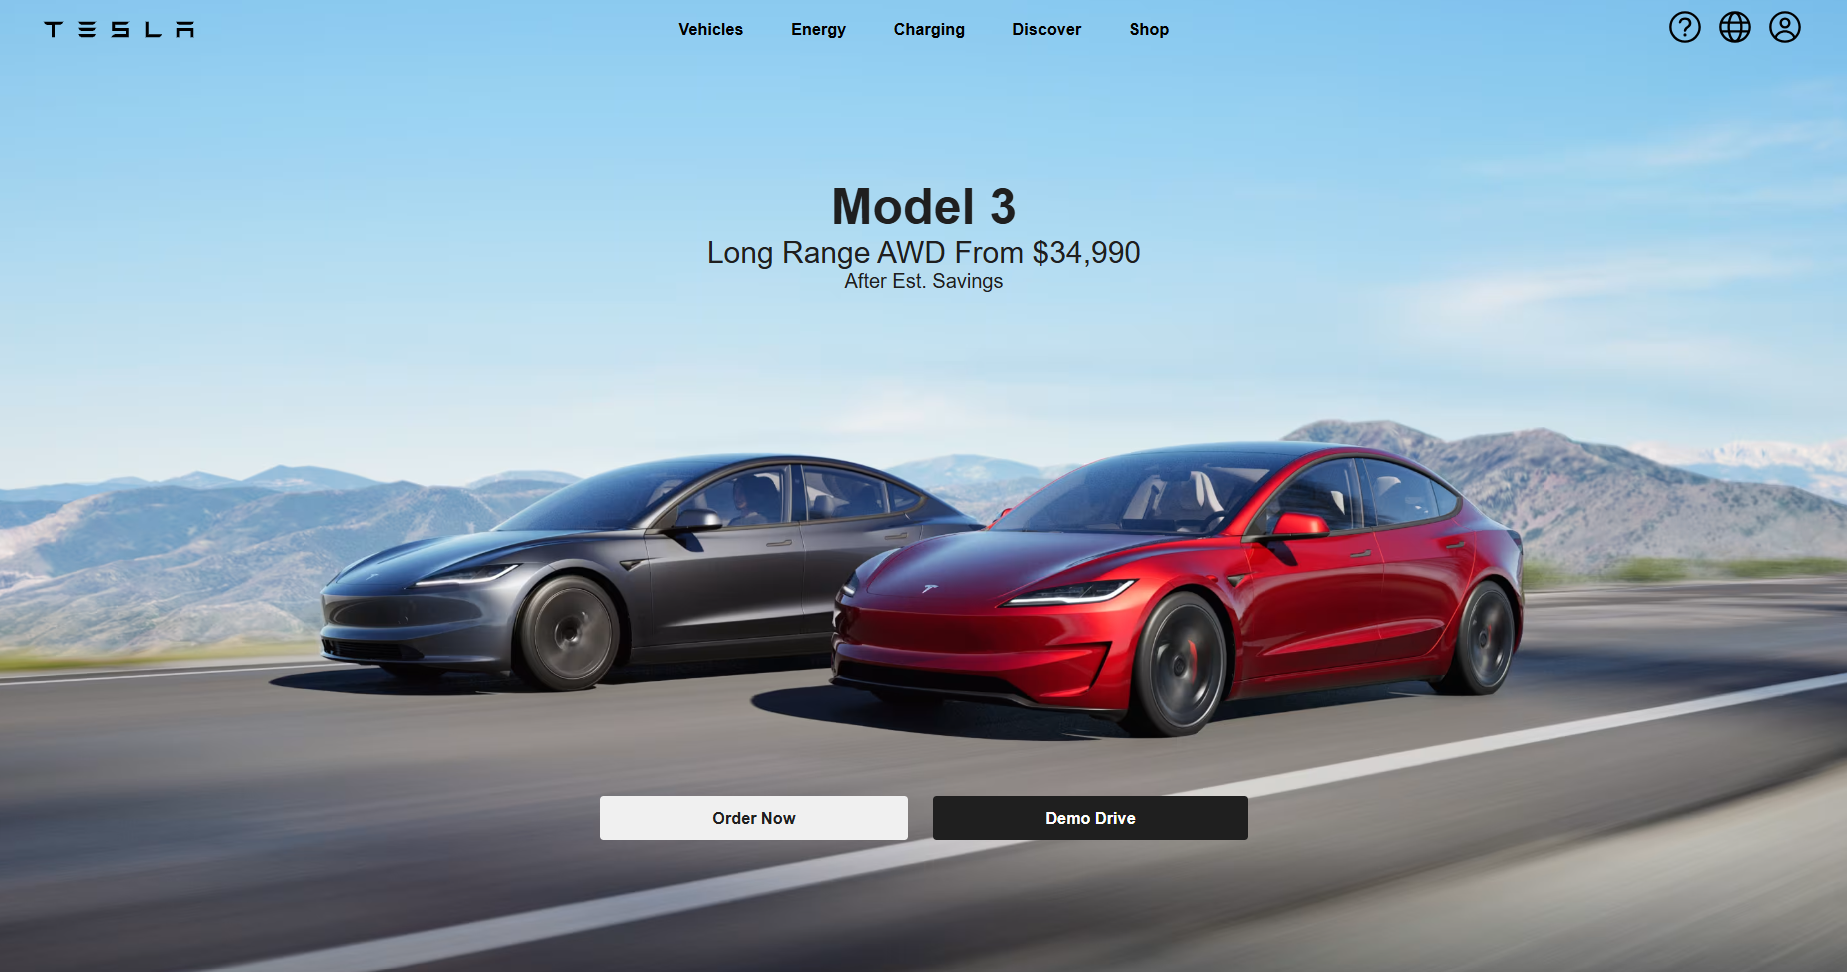 TESLA
Vehicles Energy Charging Discover Shop
Model 3
Long Range AWD From $34,990
After Est. Savings
Order Now Demo Drive